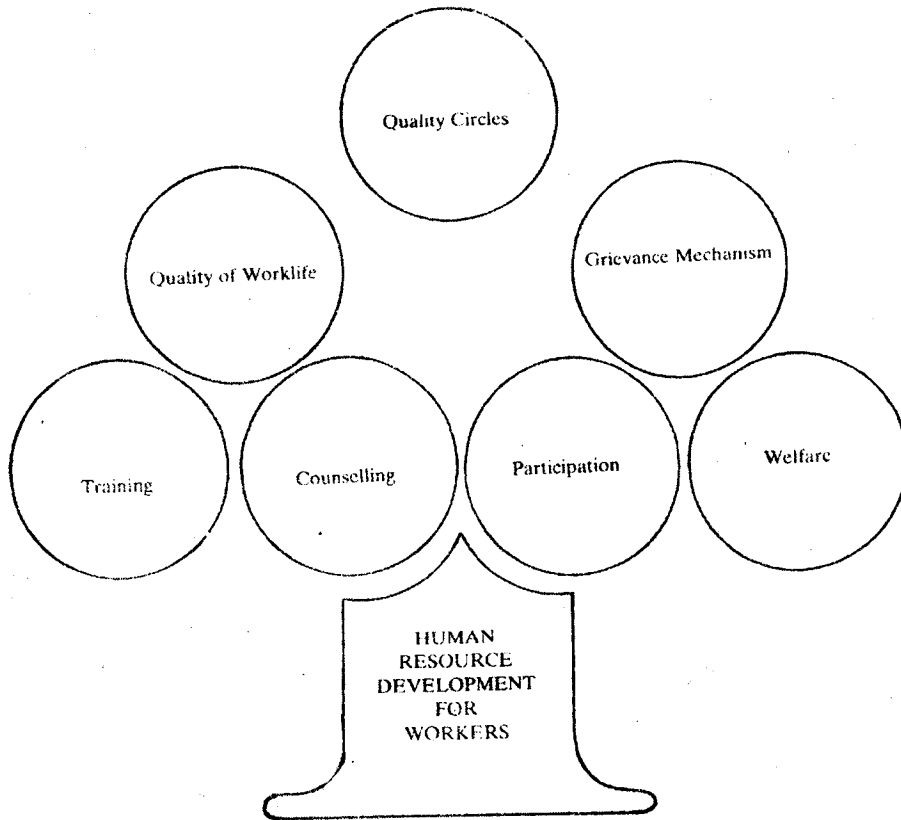 Quality Circles
Quality of Worklife
Grievance Mechanism
Training
Counselling
Participation
Welfare
HUMAN
RESOURCE
DEVELOPMENT
FOR
WORKERS